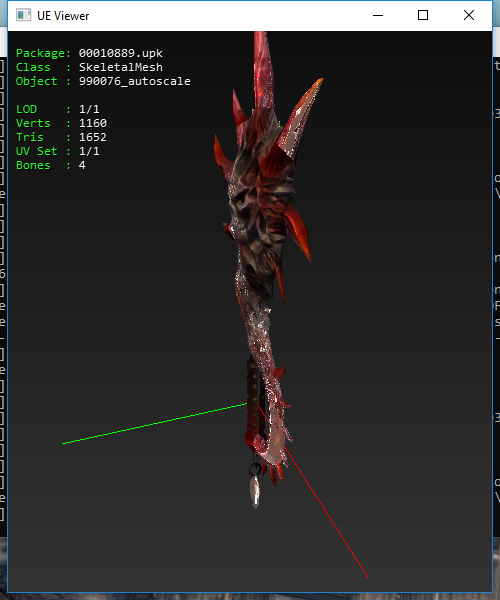 UE Viewer
Package: 00010889.upk
Class : SkeletalMesh
Object : 990076_autoscale
LOD : 1/1
Verts : 1160
Tris : 1652
UV Set : 1/1
Bones : 4